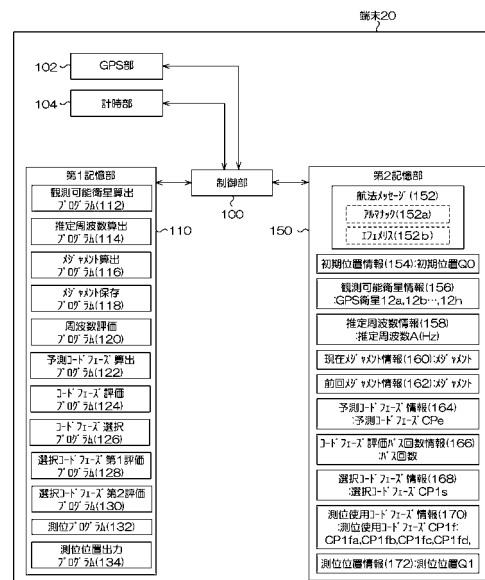 端末20
102
GPS部
104
計時部
制御部
100
第1記憶部
110
観測可能衛星算出
プログラム(112)
推定周波数算出
プログラム(114)
メジャメント算出
プログラム(116)
メジャメント保存
プログラム(118)
周波数評価
プログラム(120)
予測コードフェーズ算出
プログラム(122)
コードフェーズ評価
プログラム(124)
コードフェーズ選択
プログラム(126)
選択コードフェーズ第1評価
プログラム(128)
選択コードフェーズ第2評価
プログラム(130)
測位プログラム(132)
測位位置出力
プログラム(134)
第2記憶部
150
航法メッセージ(152)
アルマナック(152a)
エフェメリス(152b)
初期位置情報(154):初期位置Q0
観測可能衛星情報(156)
:GPS衛星12a,12b…,12h
推定周波数情報(158)
:推定周波数A(Hz)
現在メジャメント情報(160):メジャメント
前回メジャメント情報(162):メジャメント
予測コードフェーズ情報(164)
:予測コードフェーズCPe
コードフェーズ評価パス回数情報(166)
:パス回数
選択コードフェーズ情報(168)
:選択コードフェーズCP1s
測位使用コードフェーズ情報(170)
:測位使用コードフェーズCP1f:
CP1fa,CP1fb,CP1fc,CP1fd,
測位位置情報(172):測位位置Q1